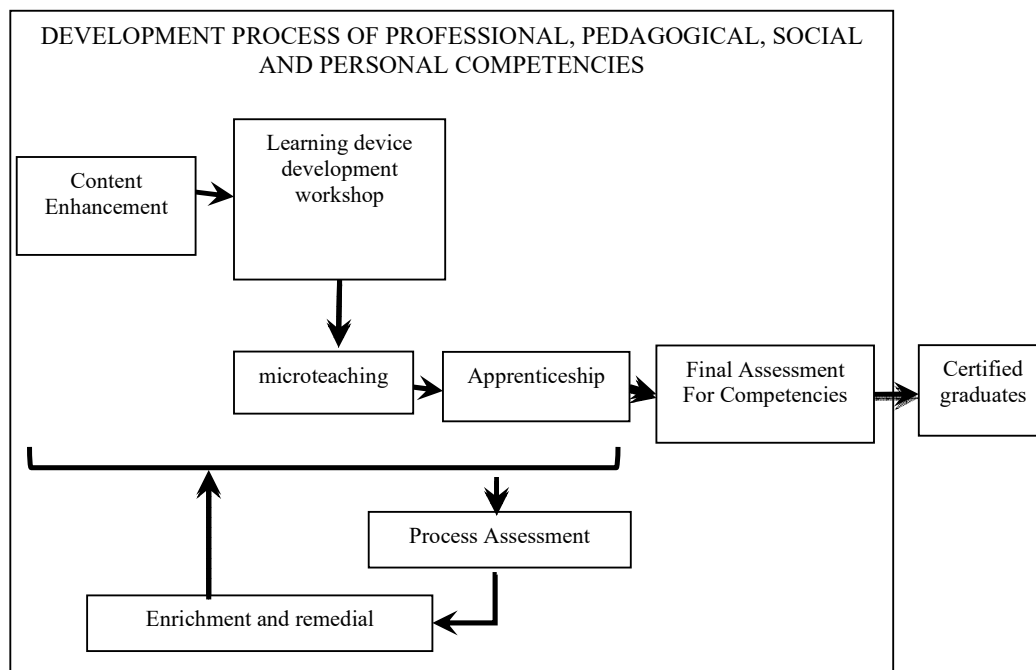 DEVELOPMENT PROCESS OF PROFESSIONAL, PEDAGOGICAL, SOCIAL
AND PERSONAL COMPETENCIES
Content
Enhancement
Learning device
development
workshop
microteaching
Apprenticeship
Final Assessment
For Competencies
Certified
graduates
Process Assessment
Enrichment and remedial